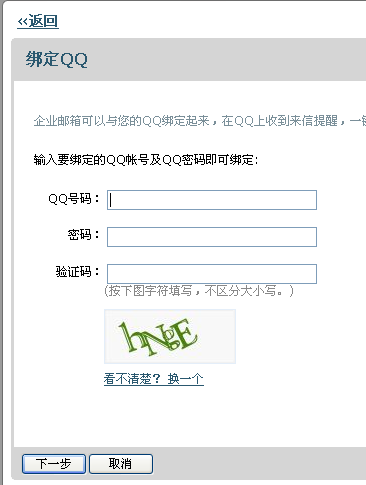 <<返回
绑定QQ
企业邮箱可以与您的QQ绑定起来，在QQ上收到来信提醒，一
输入要绑定的QQ帐号及QQ密码即可绑定：
QQ号码：
密码：
验证码：
(按下图字符填写，不区分大小写。)
hNgE
看不清楚？ 换一个
下一步 取消